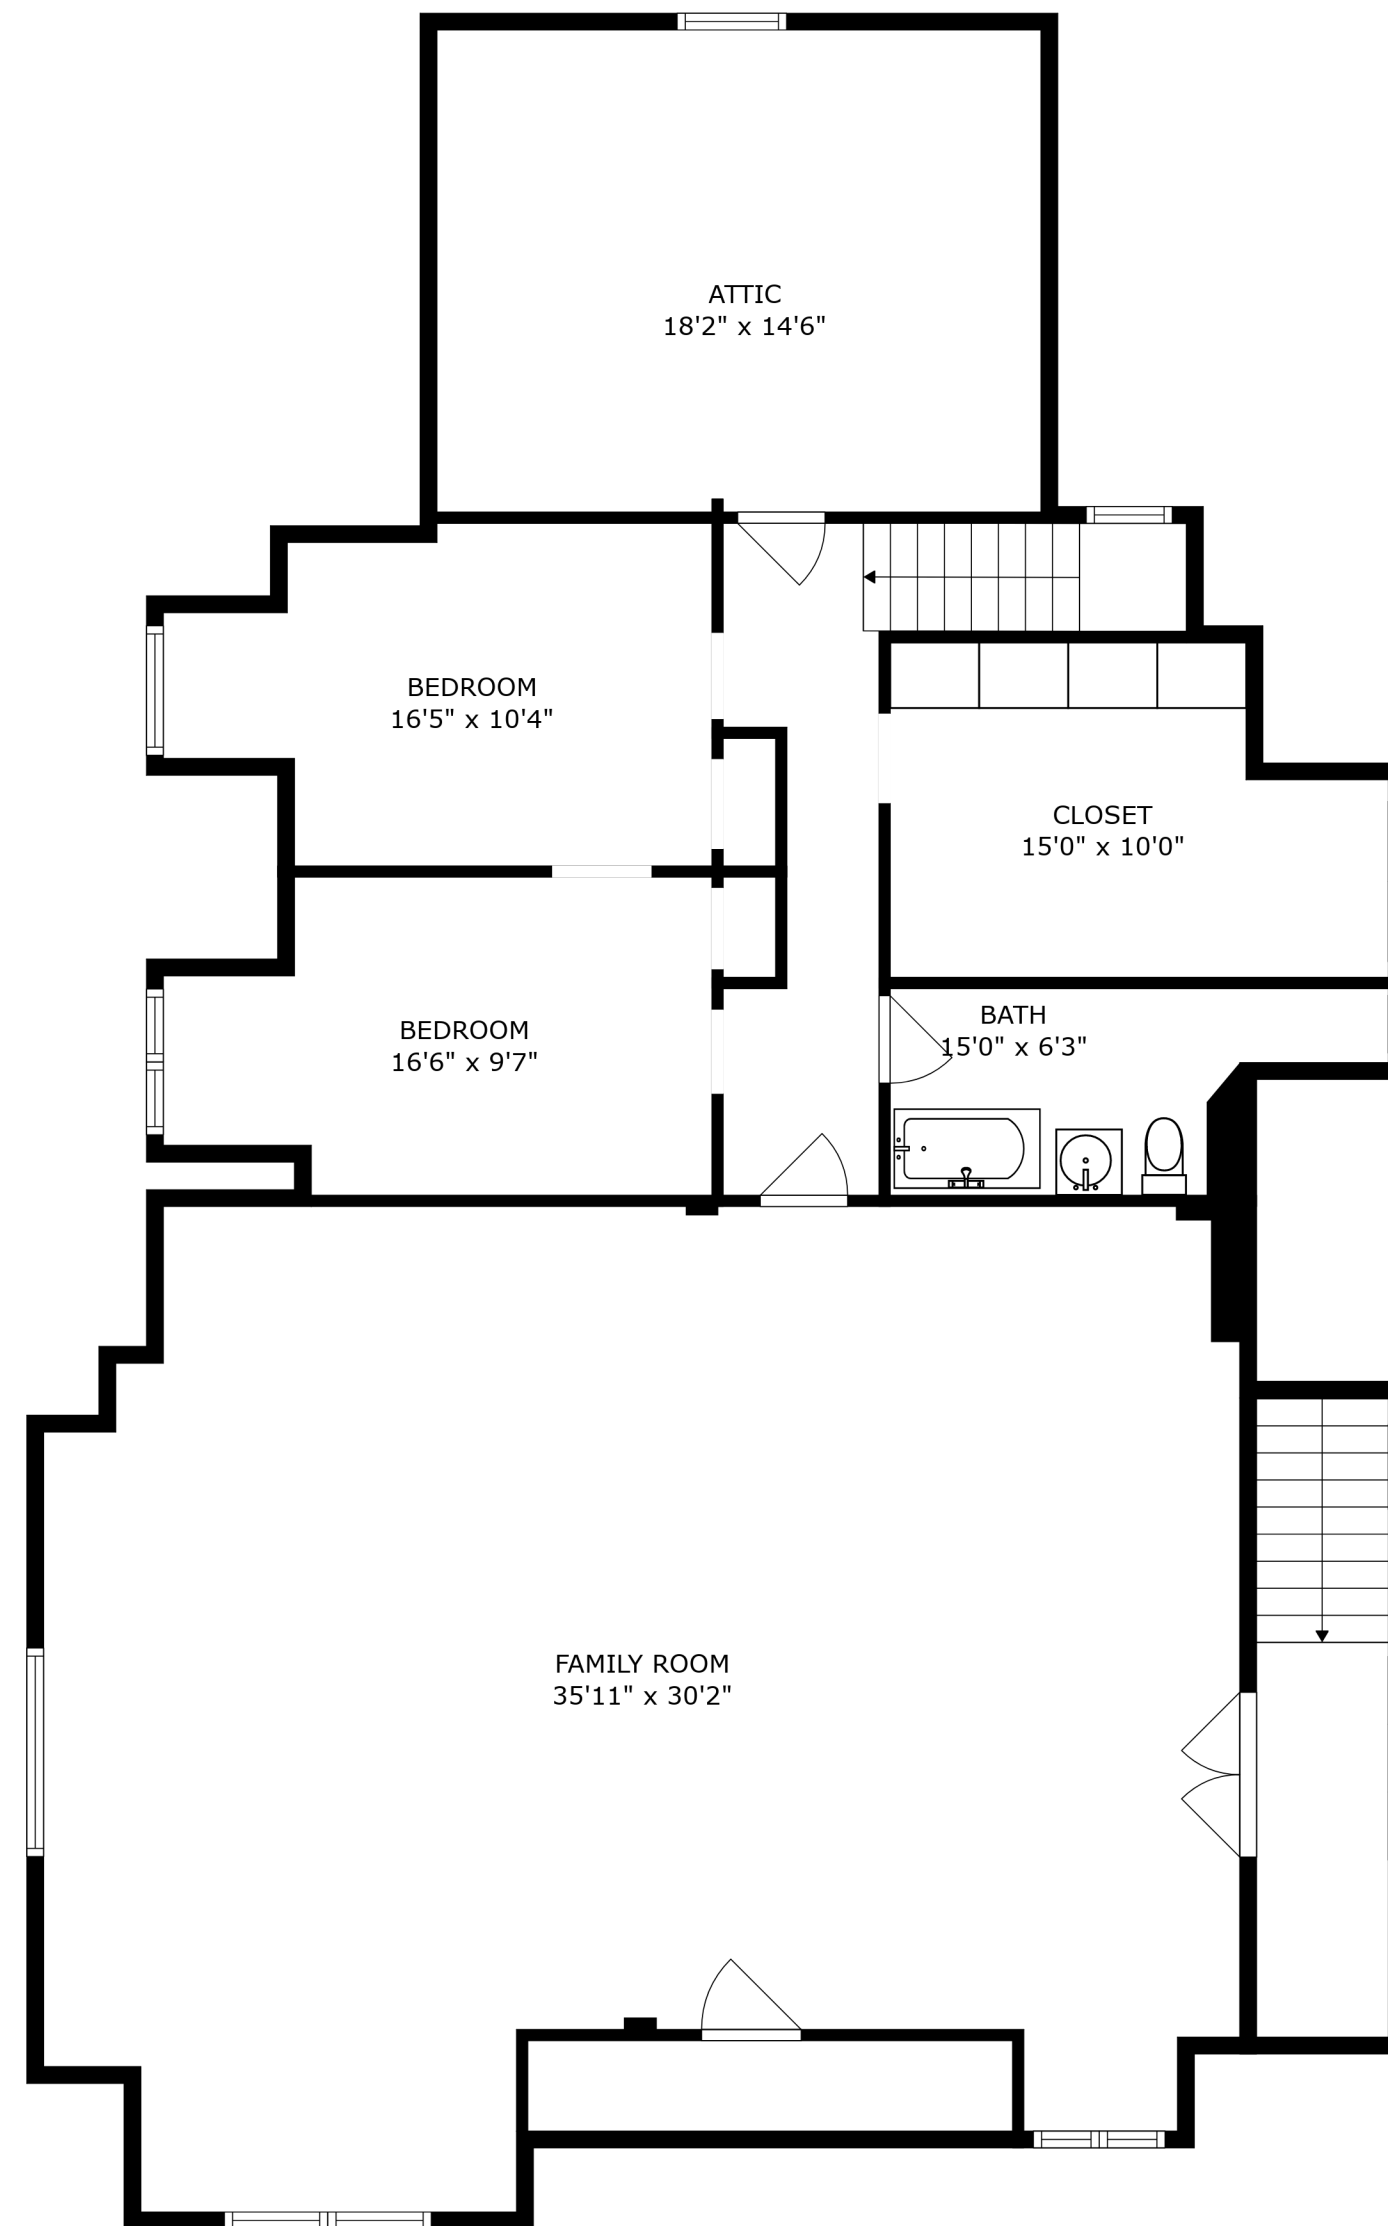 ATTIC
18'2" x 14'6"
BEDROOM
16'5" x 10'4"
CLOSET
15'0" x 10'0"
BATH
15'0" x 6'3"
BEDROOM
16'6" x 9'7"
FAMILY ROOM
35'11" x 30'2"